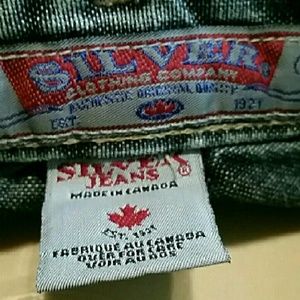 SILVER
CLOTHING COMPANY
AUTHENTIC ORIGINAL QUALITY
EST. 1921
SILVER
JEANS ®
MADE IN CANADA
EST. 1921
FABRIQUE AU CANADA
OVER FOR CARE
VOIR AU DOS